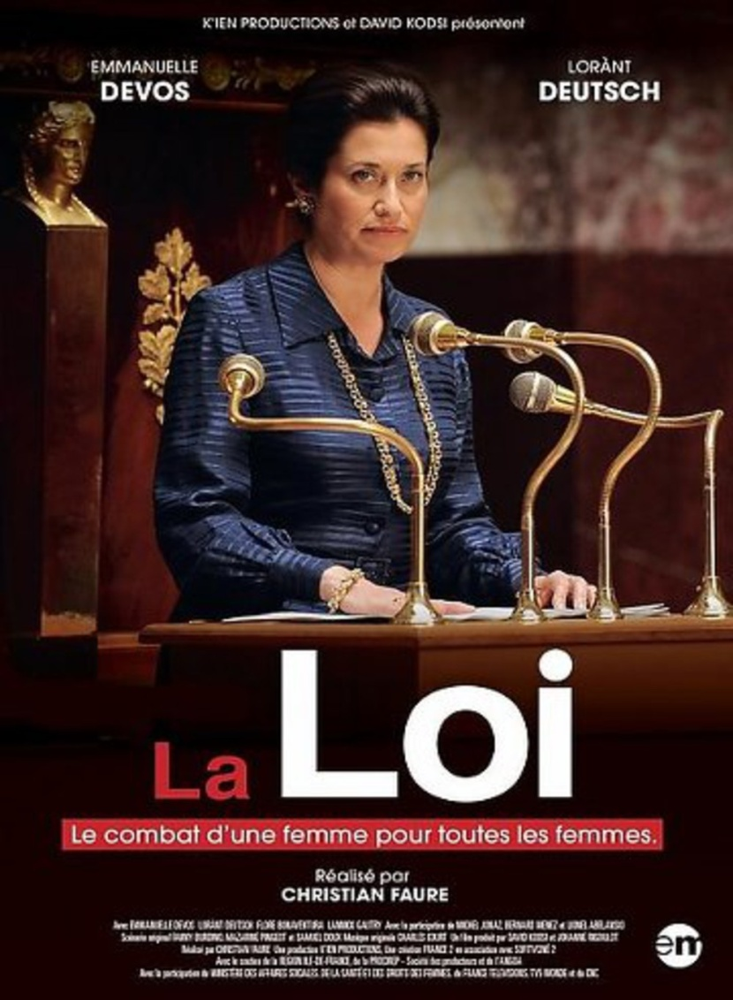 K'IEN PRODUCTIONS et DAVID KODSI présentent
EMMANUELLE
DEVOS
LORÀNT
DEUTSCH
La Loi
Le combat d'une femme pour toutes les femmes.
Réalisé par
CHRISTIAN FAURE
Avec EMMANUELLE DEVOS LORÀNT DEUTSCH FLORE BONAVENTURA LANNICK GAUTRY Avec la participation de MICHEL JONASZ, BERNARD MENEZ et LIONEL ABELANSKI
Scénario original FANNY BURDINO, MAZARINE PINGEOT et SAMUEL DOUX Musique originale CHARLES COURT Un film produit par DAVID KODSI et JOHANNE RIGOULOT
Réalisé par CHRISTIAN FAURE Une production K'IEN PRODUCTIONS, Une création FRANCE 2 en association avec SOFITVCINE 2
Avec le soutien de la RÉGION ILE-DE-FRANCE, de la PROCIREP - Société des producteurs et de l'ANGOA
Avec la participation de MINISTÈRE DES AFFAIRES SOCIALES, DE LA SANTÉ ET DES DROITS DES FEMMES, de FRANCE TELEVISIONS, TV5 MONDE et du CNC
em